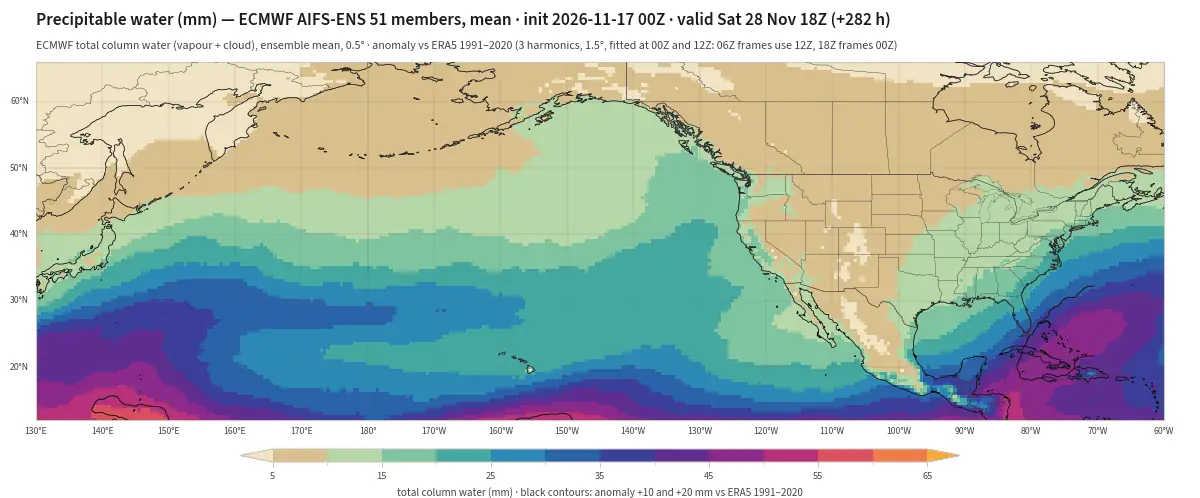 Precipitable water (mm) — ECMWF AIFS-ENS 51 members, mean · init 2026-11-17 00Z · valid Sat 28 Nov 18Z (+282 h)
ECMWF total column water (vapour + cloud), ensemble mean, 0.5° · anomaly vs ERA5 1991–2020 (3 harmonics, 1.5°, fitted at 00Z and 12Z: 06Z frames use 12Z, 18Z frames 00Z)
60°N
50°N
40°N
30°N
20°N
130°E 140°E 150°E 160°E 170°E 180° 170°W 160°W 150°W 140°W 130°W 120°W 110°W 100°W 90°W 80°W 70°W 60°W
5 15 25 35 45 55 65
total column water (mm) · black contours: anomaly +10 and +20 mm vs ERA5 1991–2020